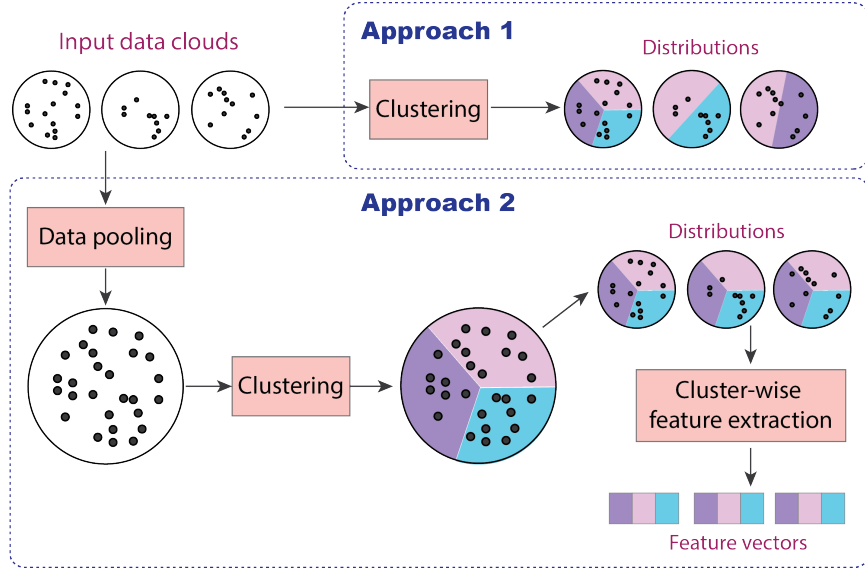 Input data clouds
Approach 1
Clustering
Distributions
Data pooling
Approach 2
Clustering
Distributions
Cluster-wise
feature extraction
Feature vectors